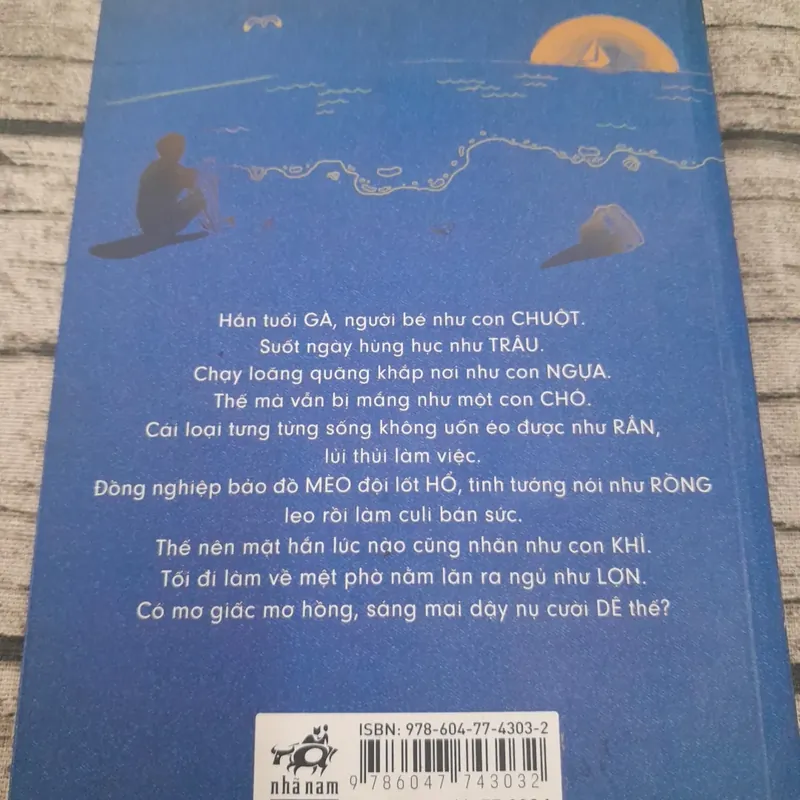 Hắn tuổi GÀ, người bé như con CHUỘT.
Suốt ngày hùng hục như TRÂU.
Chạy loăng quăng khắp nơi như con NGỰA.
Thế mà vẫn bị mắng như một con CHÓ.
Cái loại tưng tửng sống không uốn éo được như RẮN,
lủi thủi làm việc.
Đồng nghiệp bảo đồ MÈO đội lốt HỔ, tinh tướng nói như RỒNG
leo rồi làm culi bán sức.
Thế nên mặt hắn lúc nào cũng nhăn như con KHỈ.
Tối đi làm về mệt phờ nằm lăn ra ngủ như LỢN.
Có mơ giấc mơ hồng, sáng mai dậy nụ cười DÊ thế?
ISBN: 978-604-77-4303-2
nhã nam
9 786047 743032